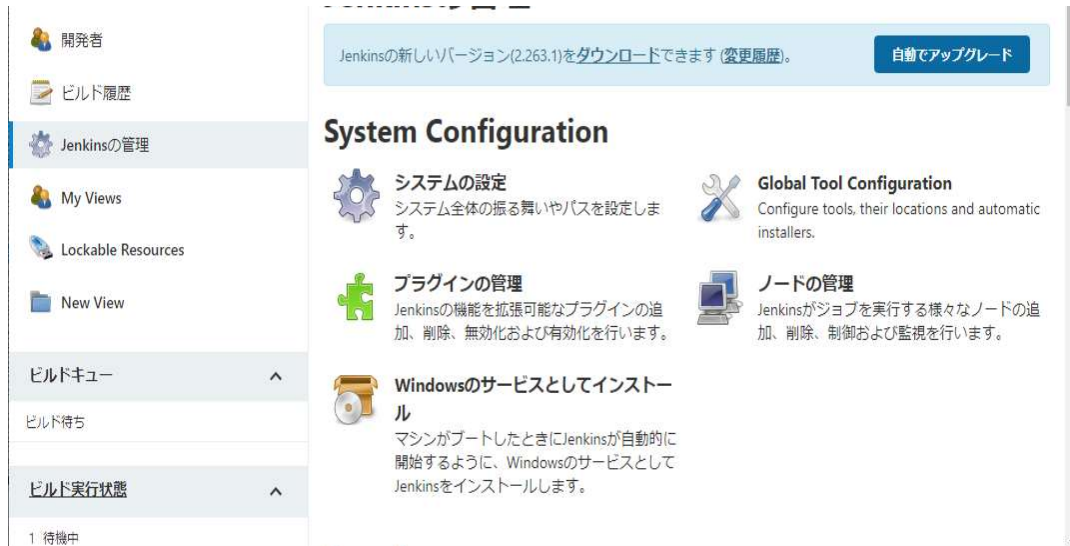 Jenkinsの管理
開発者
ビルド履歴
Jenkinsの管理
My Views
Lockable Resources
New View
ビルドキュー
ビルド待ち
ビルド実行状態
1 待機中
Jenkinsの新しいバージョン(2.263.1)をダウンロードできます (変更履歴)。
自動でアップグレード
System Configuration
システムの設定
システム全体の振る舞いやパスを設定しま
す。
Global Tool Configuration
Configure tools, their locations and automatic
installers.
プラグインの管理
Jenkinsの機能を拡張可能なプラグインの追
加、削除、無効化および有効化を行います。
ノードの管理
Jenkinsがジョブを実行する様々なノードの追
加、削除、制御および監視を行います。
Windowsのサービスとしてインストー
ル
マシンがブートしたときにJenkinsが自動的に
開始するように、Windowsのサービスとして
Jenkinsをインストールします。